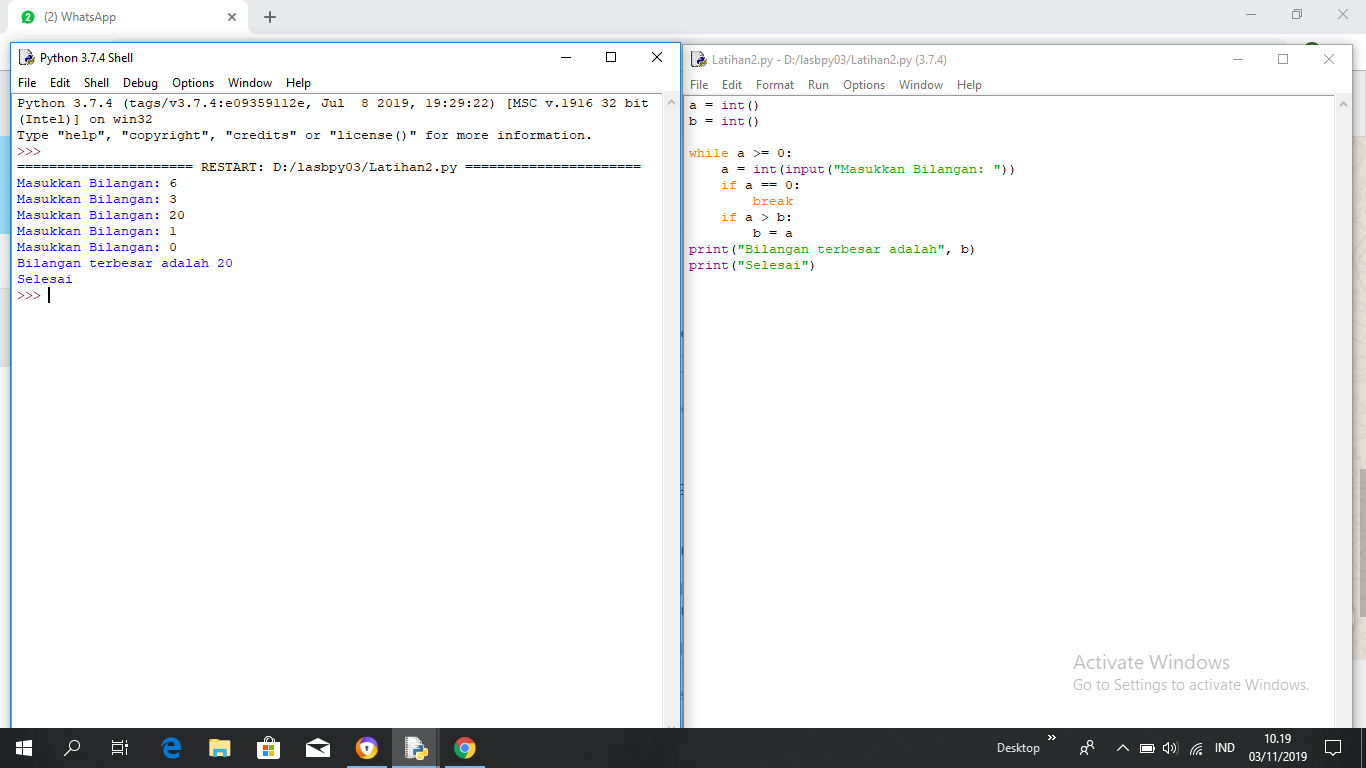 (2) WhatsApp
Python 3.7.4 Shell
File Edit Shell Debug Options Window Help
Python 3.7.4 (tags/v3.7.4:e09359112e, Jul  8 2019, 19:29:22) [MSC v.1916 32 bit
(Intel)] on win32
Type "help", "copyright", "credits" or "license()" for more information.
>>>
====================== RESTART: D:/lasbpy03/Latihan2.py ======================
Masukkan Bilangan: 6
Masukkan Bilangan: 3
Masukkan Bilangan: 20
Masukkan Bilangan: 1
Masukkan Bilangan: 0
Bilangan terbesar adalah 20
Selesai
>>>
Latihan2.py - D:/lasbpy03/Latihan2.py (3.7.4)
File Edit Format Run Options Window Help
a = int()
b = int()
while a >= 0:
    a = int(input("Masukkan Bilangan: "))
    if a == 0:
        break
    if a > b:
        b = a
print("Bilangan terbesar adalah", b)
print("Selesai")
Activate Windows
Go to Settings to activate Windows.
Desktop
IND
10.19
03/11/2019